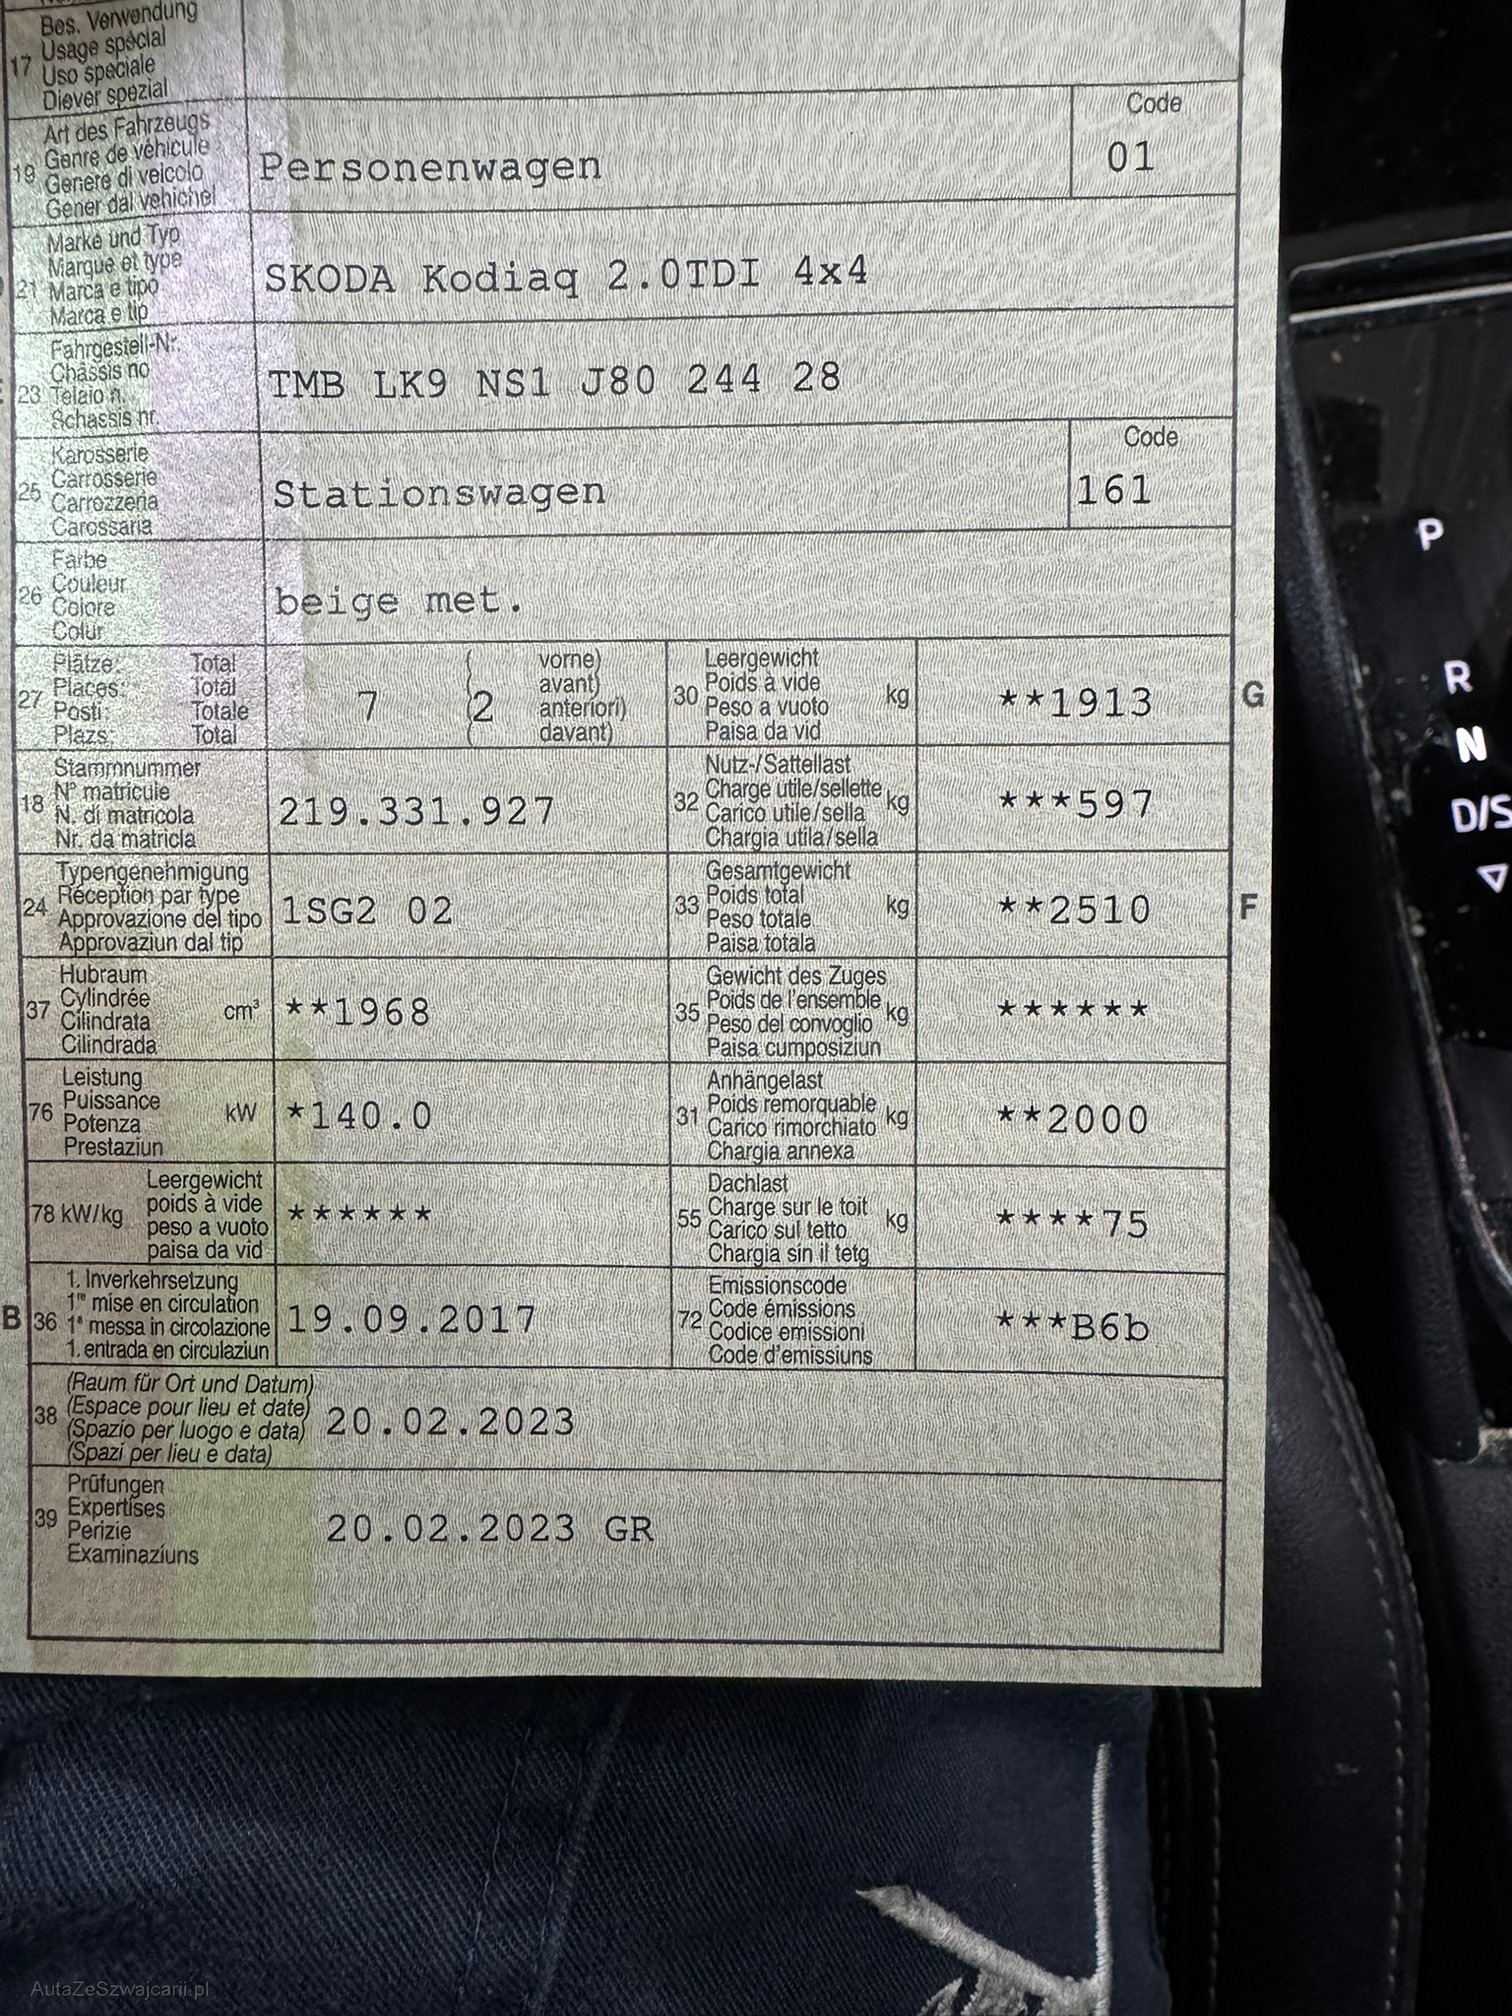 Bes. Verwendung
17 Usage spécial
Uso speciale
Diever spezial
Code
Art des Fahrzeugs
19 Genre de véhicule
Genere di veicolo
Gener dal vehichel
Personenwagen
01
Marke und Typ
Marque et type
21 Marca e tipo
Marca e tip
SKODA Kodiaq 2.0TDI 4x4
Fahrgestell-Nr.
Châssis no
23 Telaio n.
Schassis nr.
TMB LK9 NS1 J80 244 28
Karosserie
25 Carrosserie
Carrozzeria
Carossaria
Stationswagen
Code
161
Farbe
26 Couleur
Colore
Colur
beige met.
Plätze: Total
27 Places: Total
Posti: Totale
Plazs: Total
7 ( 2
vorne)
avant)
anteriori)
davant)
Leergewicht
30 Poids à vide kg
Peso a vuoto
Paisa da vid
**1913
G
Stammnummer
18 N° matricule
N. di matricola
Nr. da matricla
219.331.927
Nutz-/Sattellast
32 Charge utile/sellette kg
Carico utile/sella
Chargia utila/sella
***597
Typengenehmigung
24 Réception par type
Approvazione del tipo
Approvaziun dal tip
1SG2 02
Gesamtgewicht
33 Poids total kg
Peso totale
Paisa totala
**2510
F
Hubraum
37 Cylindrée cm³
Cilindrata
Cilindrada
**1968
Gewicht des Zuges
35 Poids de l'ensemble kg
Peso del convoglio
Paisa cumposiziun
******
Leistung
76 Puissance kW
Potenza
Prestaziun
*140.0
Anhängelast
31 Poids remorquable kg
Carico rimorchiato
Chargia annexa
**2000
Leergewicht
78 kW/kg poids à vide
peso a vuoto
paisa da vid
******
Dachlast
55 Charge sur le toit kg
Carico sul tetto
Chargia sin il tetg
****75
1. Inverkehrsetzung
B 36 1re mise en circulation
1a messa in circolazione
1. entrada en circulaziun
19.09.2017
Emissionscode
72 Code émissions
Codice emissioni
Code d'emissiuns
***B6b
(Raum für Ort und Datum)
38 (Espace pour lieu et date)
(Spazio per luogo e data)
(Spazi per lieu e data)
20.02.2023
Prüfungen
39 Expertises
Perizie
Examinaziuns
20.02.2023 GR
P
R
N
D/S
AutaZeSzwajcarii.pl